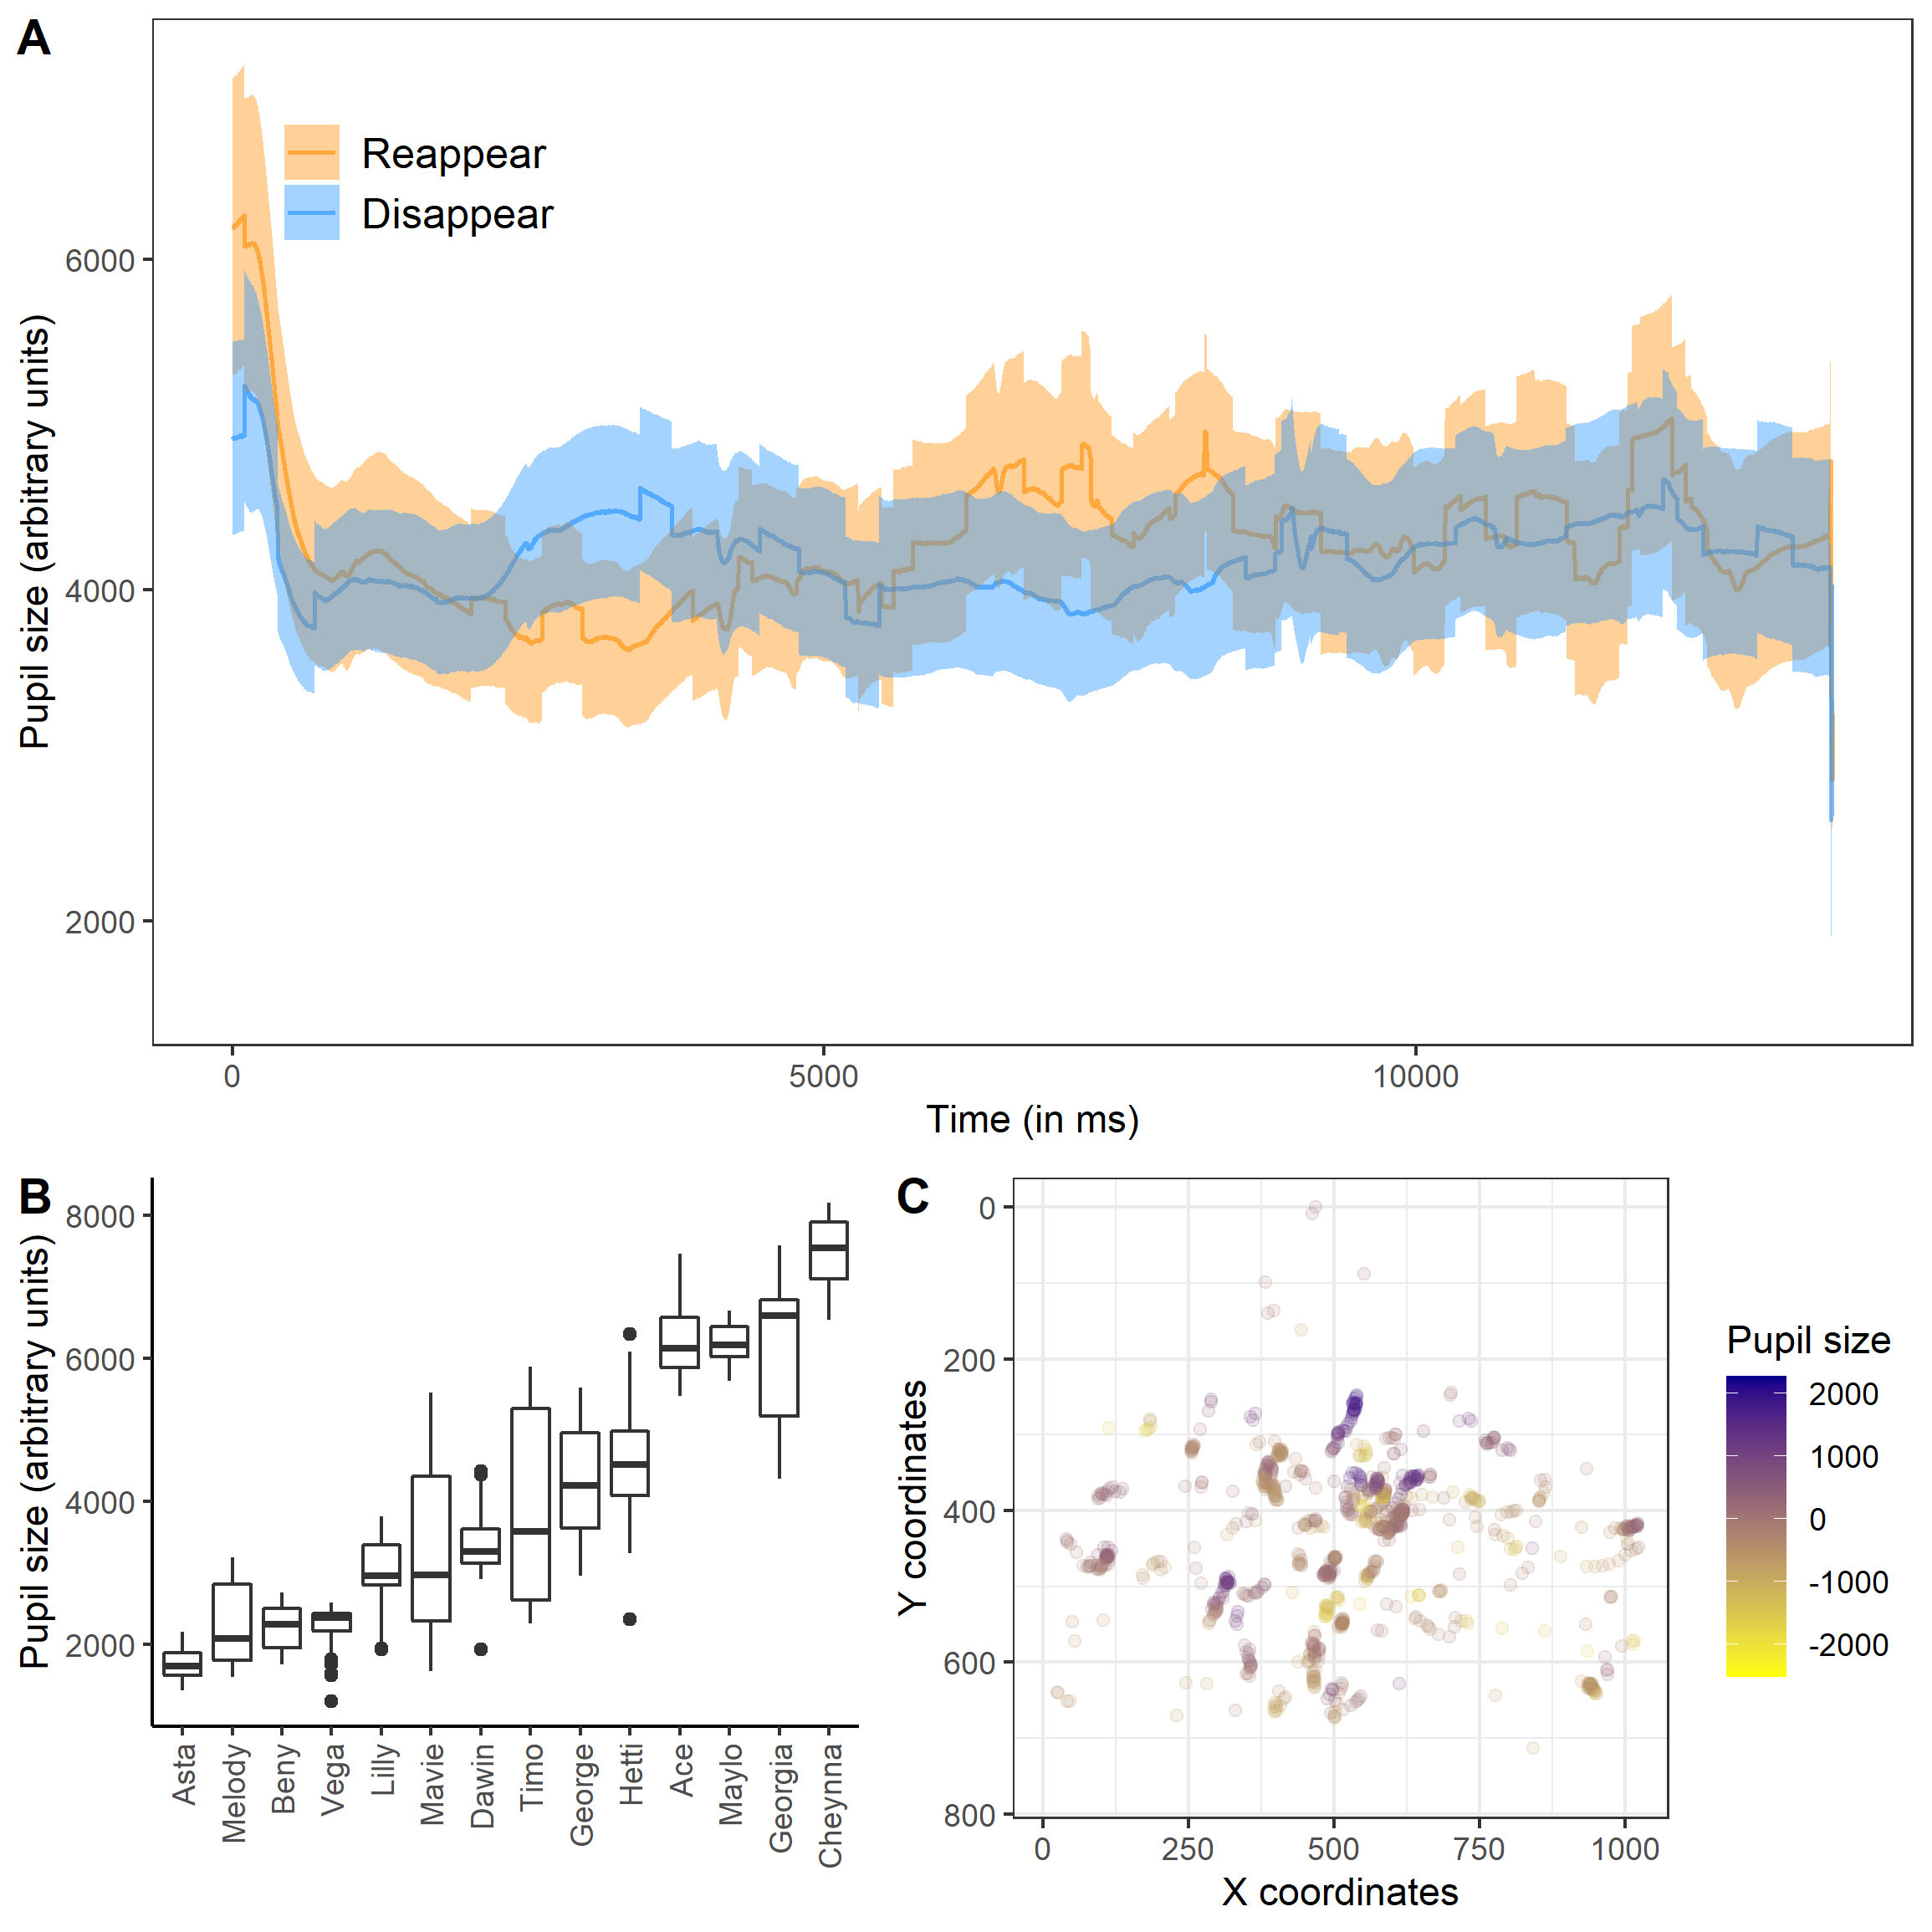 A
Pupil size (arbitrary units)
6000
4000
2000
Reappear
Disappear
0 5000 10000
Time (in ms)
B
Pupil size (arbitrary units)
8000
6000
4000
2000
Asta Melody Beny Vega Lilly Mavie Dawin Timo George Hetti Ace Maylo Georgia Cheynna
C
Y coordinates
0
200
400
600
800
0 250 500 750 1000
X coordinates
Pupil size
2000
1000
0
-1000
-2000